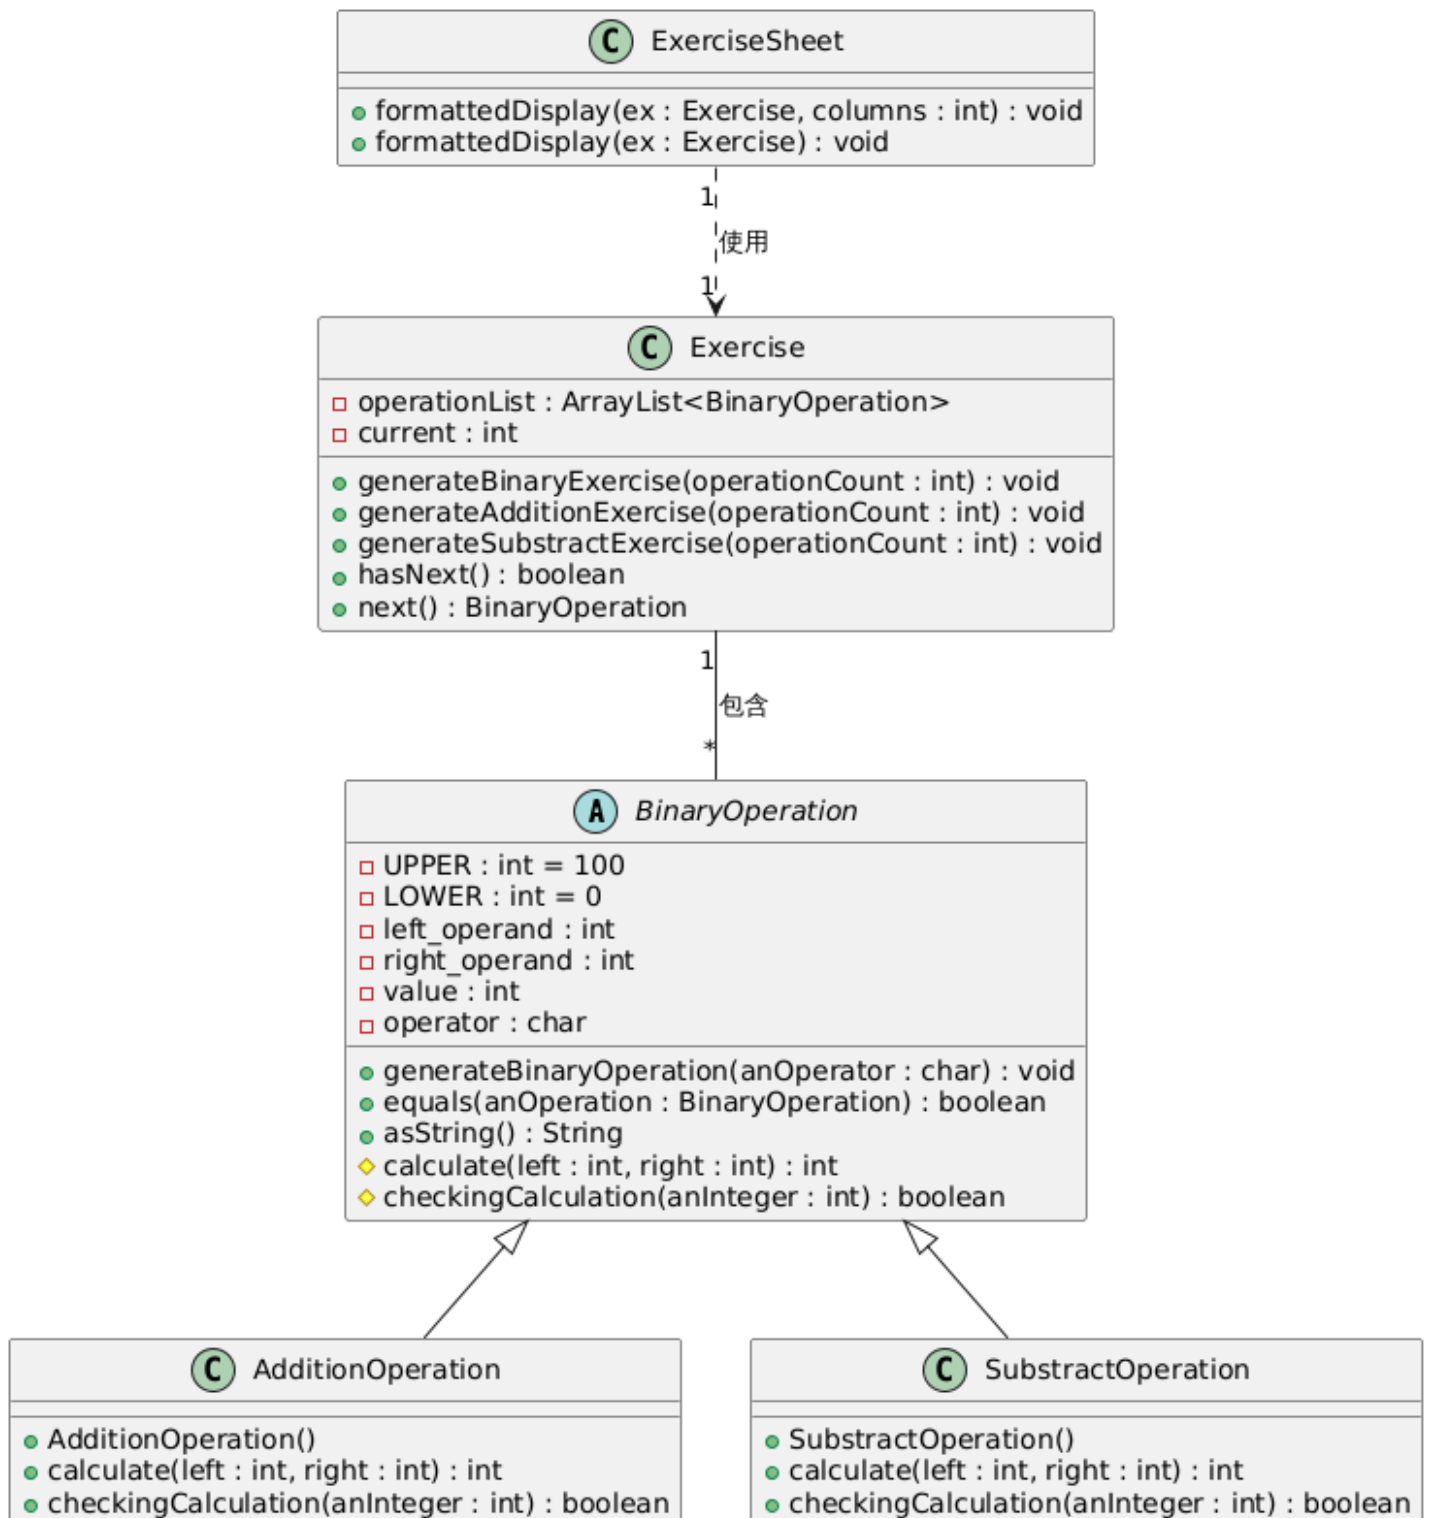 C ExerciseSheet
formattedDisplay(ex : Exercise, columns : int) : void
formattedDisplay(ex : Exercise) : void
1
使用
1
C Exercise
operationList : ArrayList<BinaryOperation>
current : int
generateBinaryExercise(operationCount : int) : void
generateAdditionExercise(operationCount : int) : void
generateSubstractExercise(operationCount : int) : void
hasNext() : boolean
next() : BinaryOperation
1
包含
*
A BinaryOperation
UPPER : int = 100
LOWER : int = 0
left_operand : int
right_operand : int
value : int
operator : char
generateBinaryOperation(anOperator : char) : void
equals(anOperation : BinaryOperation) : boolean
asString() : String
calculate(left : int, right : int) : int
checkingCalculation(anInteger : int) : boolean
C AdditionOperation
AdditionOperation()
calculate(left : int, right : int) : int
checkingCalculation(anInteger : int) : boolean
C SubstractOperation
SubstractOperation()
calculate(left : int, right : int) : int
checkingCalculation(anInteger : int) : boolean